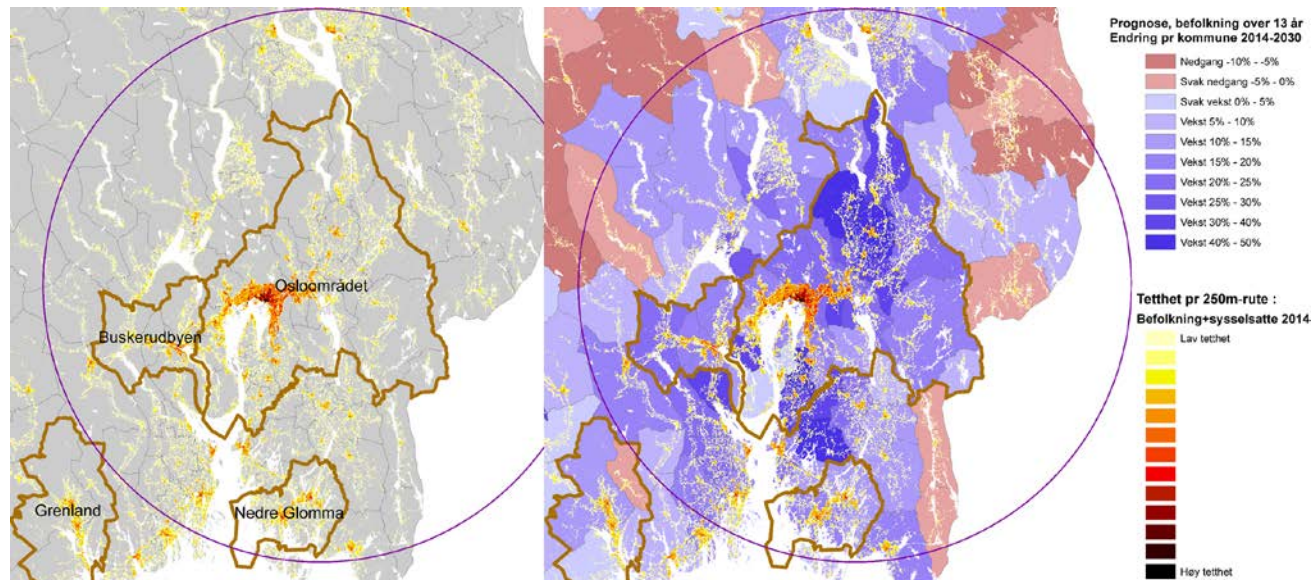 Osloområdet
Buskerudbyen
Grenland
Nedre Glomma
Prognose, befolkning over 13 år
Endring pr kommune 2014-2030
Nedgang -10% - -5%
Svak nedgang -5% - 0%
Svak vekst 0% - 5%
Vekst 5% - 10%
Vekst 10% - 15%
Vekst 15% - 20%
Vekst 20% - 25%
Vekst 25% - 30%
Vekst 30% - 40%
Vekst 40% - 50%
Tetthet pr 250m-rute :
Befolkning+sysselsatte 2014
Lav tetthet
Høy tetthet